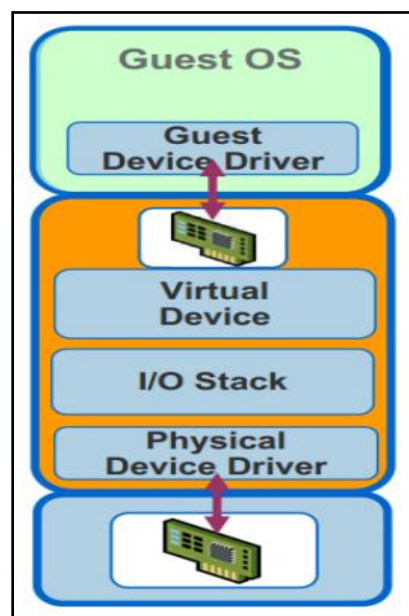 Guest OS
Guest
Device Driver
Virtual
Device
I/O Stack
Physical
Device Driver